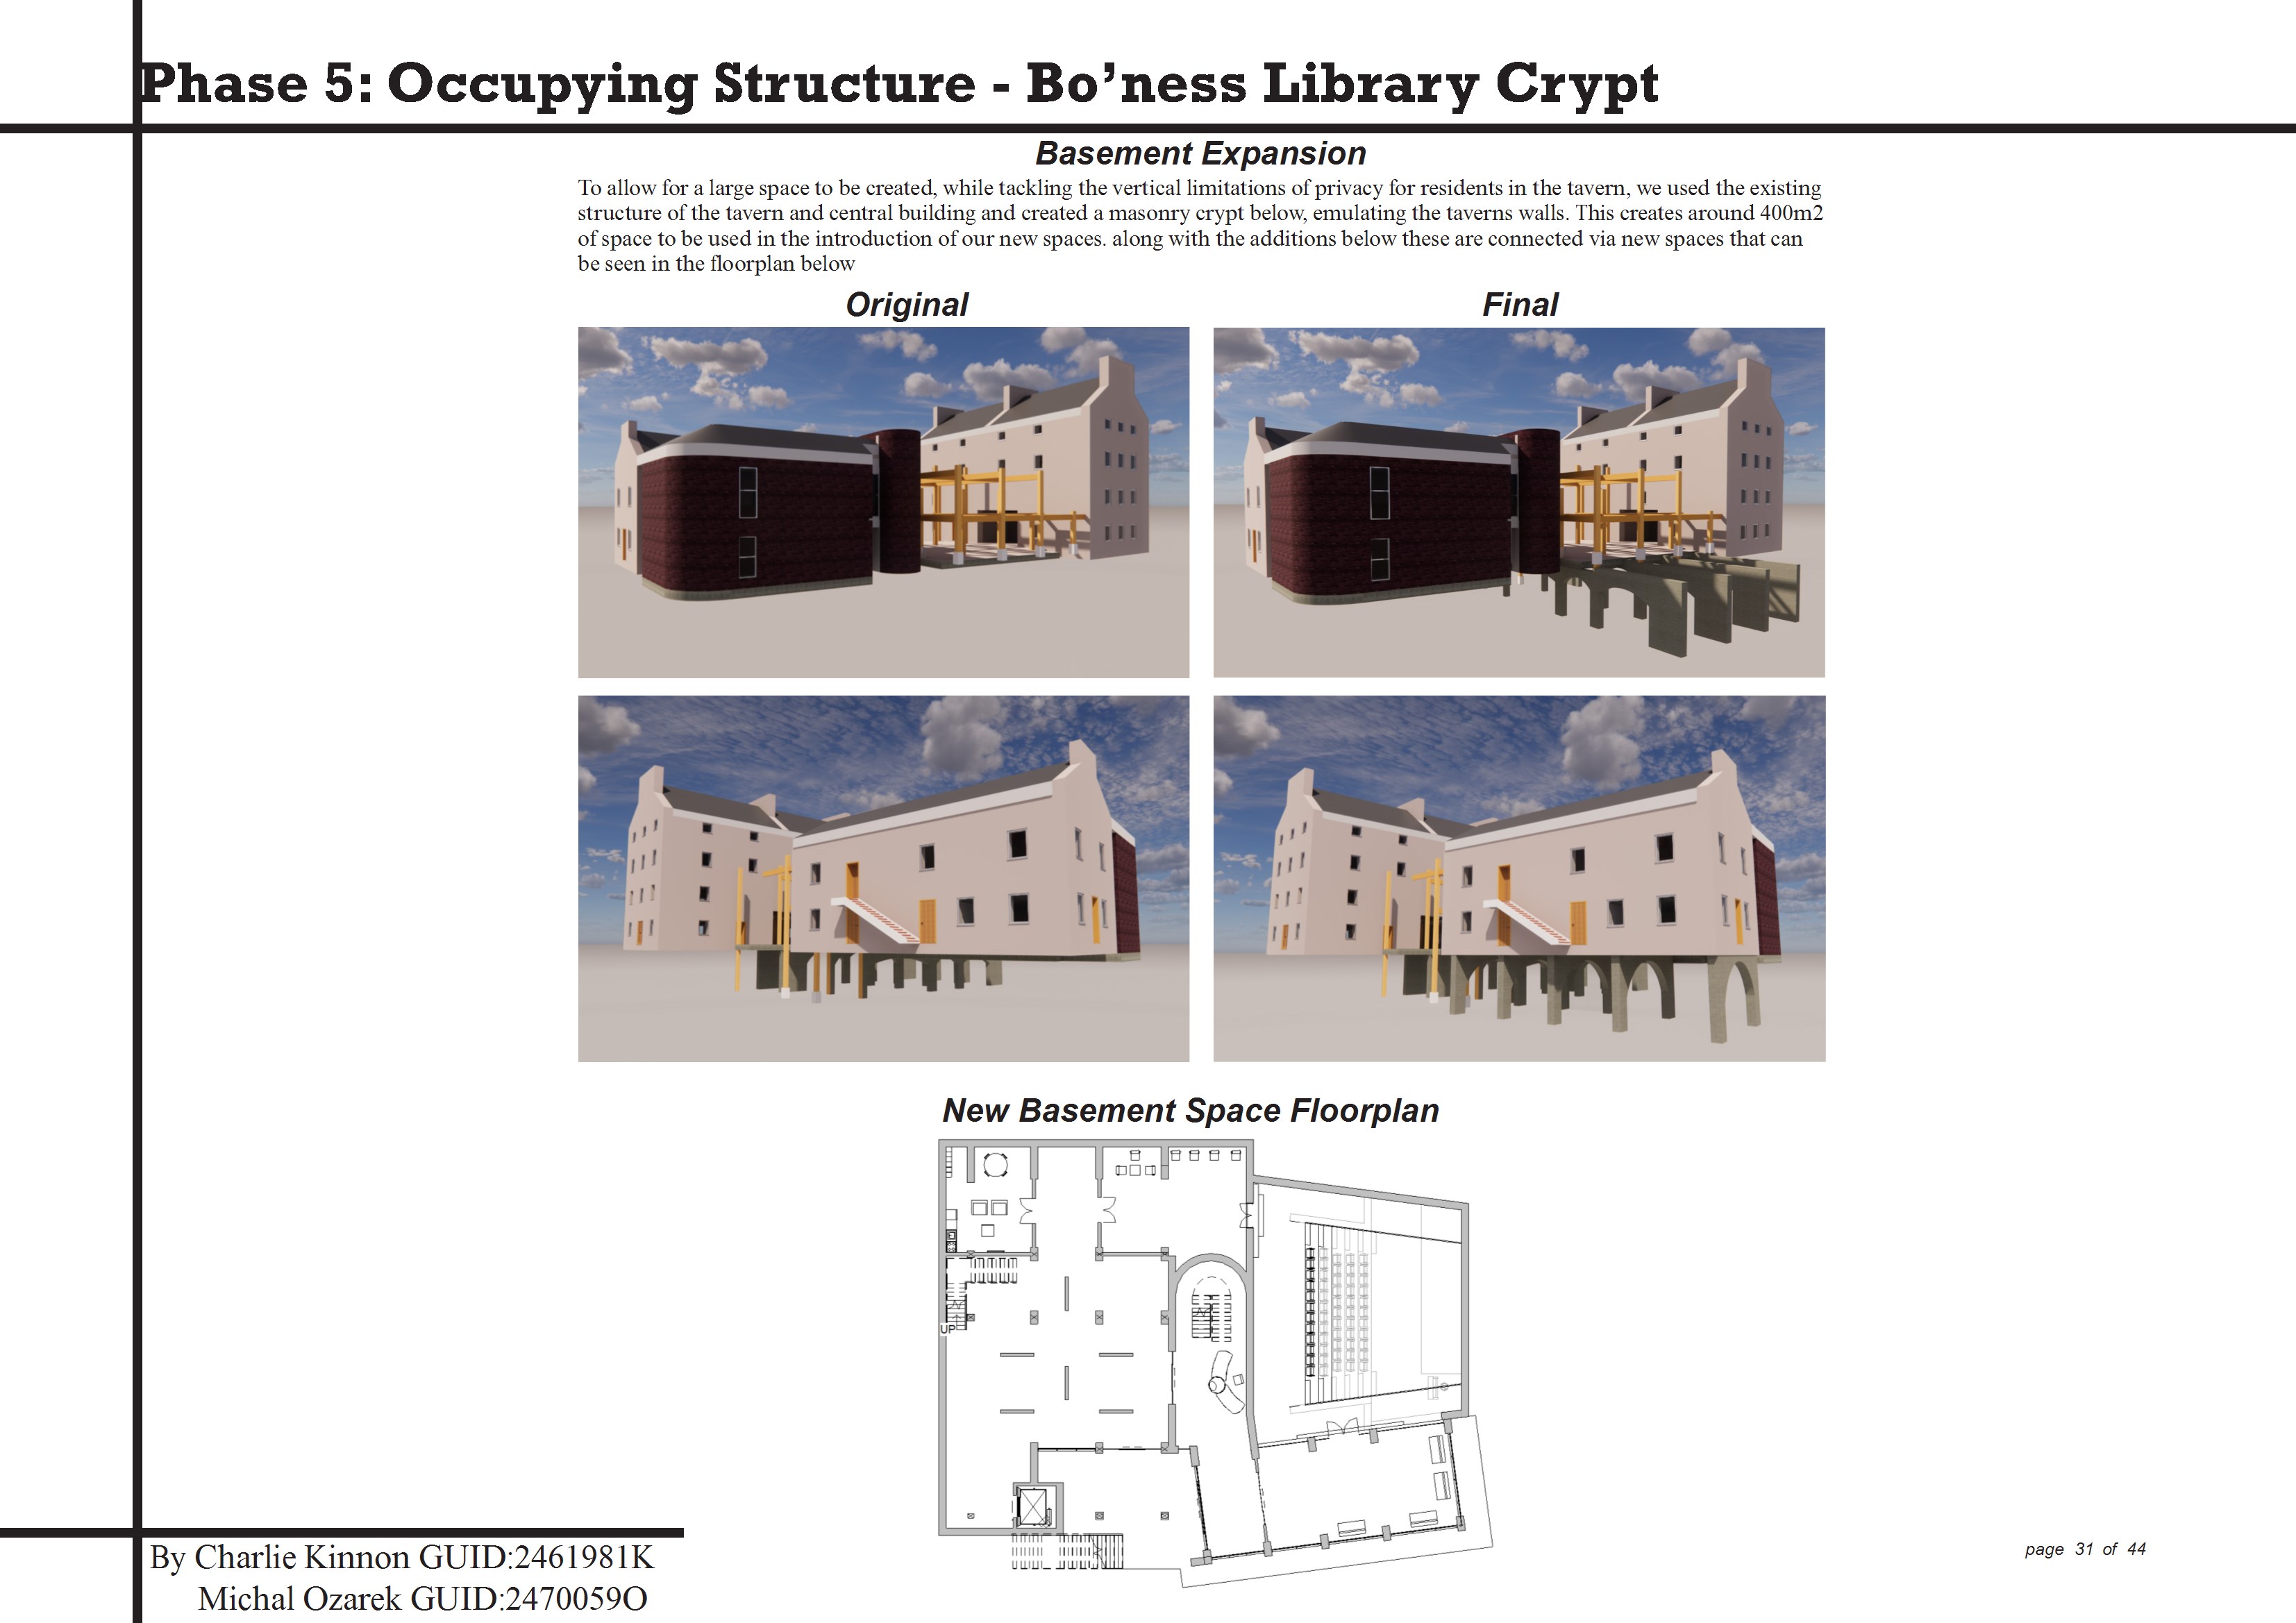 Phase 5: Occupying Structure - Bo’ness Library Crypt
Basement Expansion
To allow for a large space to be created, while tackling the vertical limitations of privacy for residents in the tavern, we used the existing
structure of the tavern and central building and created a masonry crypt below, emulating the taverns walls. This creates around 400m2
of space to be used in the introduction of our new spaces. along with the additions below these are connected via new spaces that can
be seen in the floorplan below
Original
Final
New Basement Space Floorplan
UP
By Charlie Kinnon GUID:2461981K
Michal Ozarek GUID:2470059O
page 31 of 44